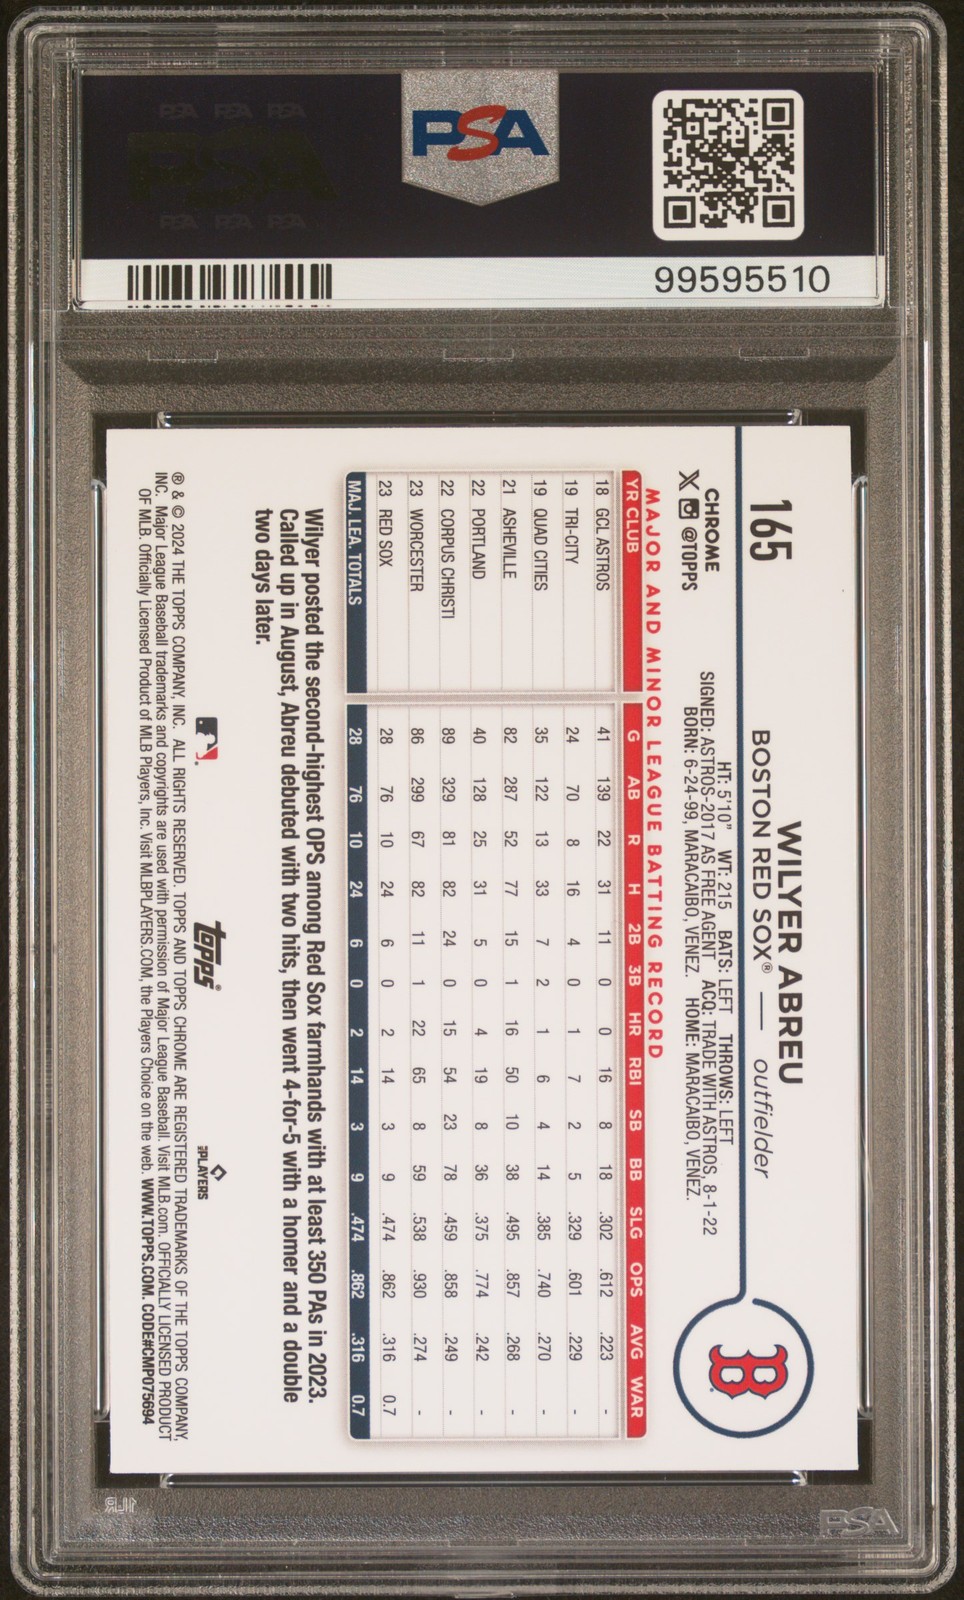 PSA PSA PSA
PSA
PSA PSA PSA
PSA
99595510
165
WILYER ABREU
BOSTON RED SOX® — outfielder
B
CHROME
@TOPPS
HT: 5'10" WT: 215 BATS: LEFT THROWS: LEFT
SIGNED: ASTROS-2017 AS FREE AGENT ACQ: TRADE WITH ASTROS, 8-1-22
BORN: 6-24-99, MARACAIBO, VENEZ. HOME: MARACAIBO, VENEZ.
MAJOR AND MINOR LEAGUE BATTING RECORD
YR CLUB G AB R H 2B 3B HR RBI SB BB SLG OPS AVG WAR
18 GCL ASTROS 41 139 22 31 11 0 0 16 8 18 .302 .612 .223 -
19 TRI-CITY 24 70 8 16 4 0 1 7 2 5 .329 .601 .229 -
19 QUAD CITIES 35 122 13 33 7 2 1 6 4 14 .385 .740 .270 -
21 ASHEVILLE 82 287 52 77 15 1 16 50 10 38 .495 .857 .268 -
22 PORTLAND 40 128 25 31 5 0 4 19 8 36 .375 .774 .242 -
22 CORPUS CHRISTI 89 329 81 82 24 0 15 54 23 78 .459 .858 .249 -
23 WORCESTER 86 299 67 82 11 1 22 65 8 59 .538 .930 .274 -
23 RED SOX 28 76 10 24 6 0 2 14 3 9 .474 .862 .316 0.7
MAJ. LEA. TOTALS 28 76 10 24 6 0 2 14 3 9 .474 .862 .316 0.7
Wilyer posted the second-highest OPS among Red Sox farmhands with at least 350 PAs in 2023.
Called up in August, Abreu debuted with two hits, then went 4-for-5 with a homer and a double
two days later.
topps
PLAYERS
® & © 2024 THE TOPPS COMPANY, INC. ALL RIGHTS RESERVED. TOPPS AND TOPPS CHROME ARE REGISTERED TRADEMARKS OF THE TOPPS COMPANY,
INC. Major League Baseball trademarks and copyrights are used with permission of Major League Baseball. Visit MLB.com. OFFICIALLY LICENSED PRODUCT
OF MLB. Officially Licensed Product of MLB Players, Inc. Visit MLBPLAYERS.COM, the Players Choice on the web. WWW.TOPPS.COM. CODE#CMP075694
PSA